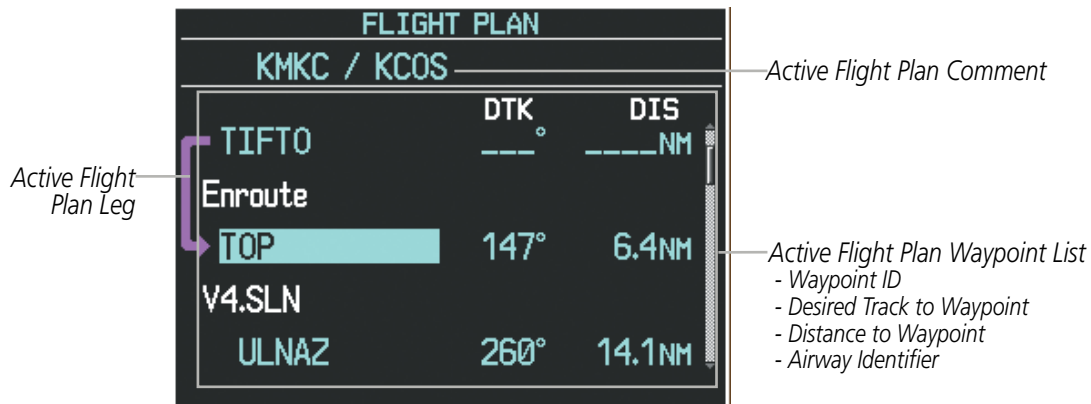 FLIGHT PLAN
KMKC / KCOS
Active Flight Plan Comment
DTK DIS
TIFTO ___° ____NM
Active Flight
Plan Leg
Enroute
TOP 147° 6.4NM
Active Flight Plan Waypoint List
- Waypoint ID
- Desired Track to Waypoint
- Distance to Waypoint
- Airway Identifier
V4.SLN
ULNAZ 260° 14.1NM